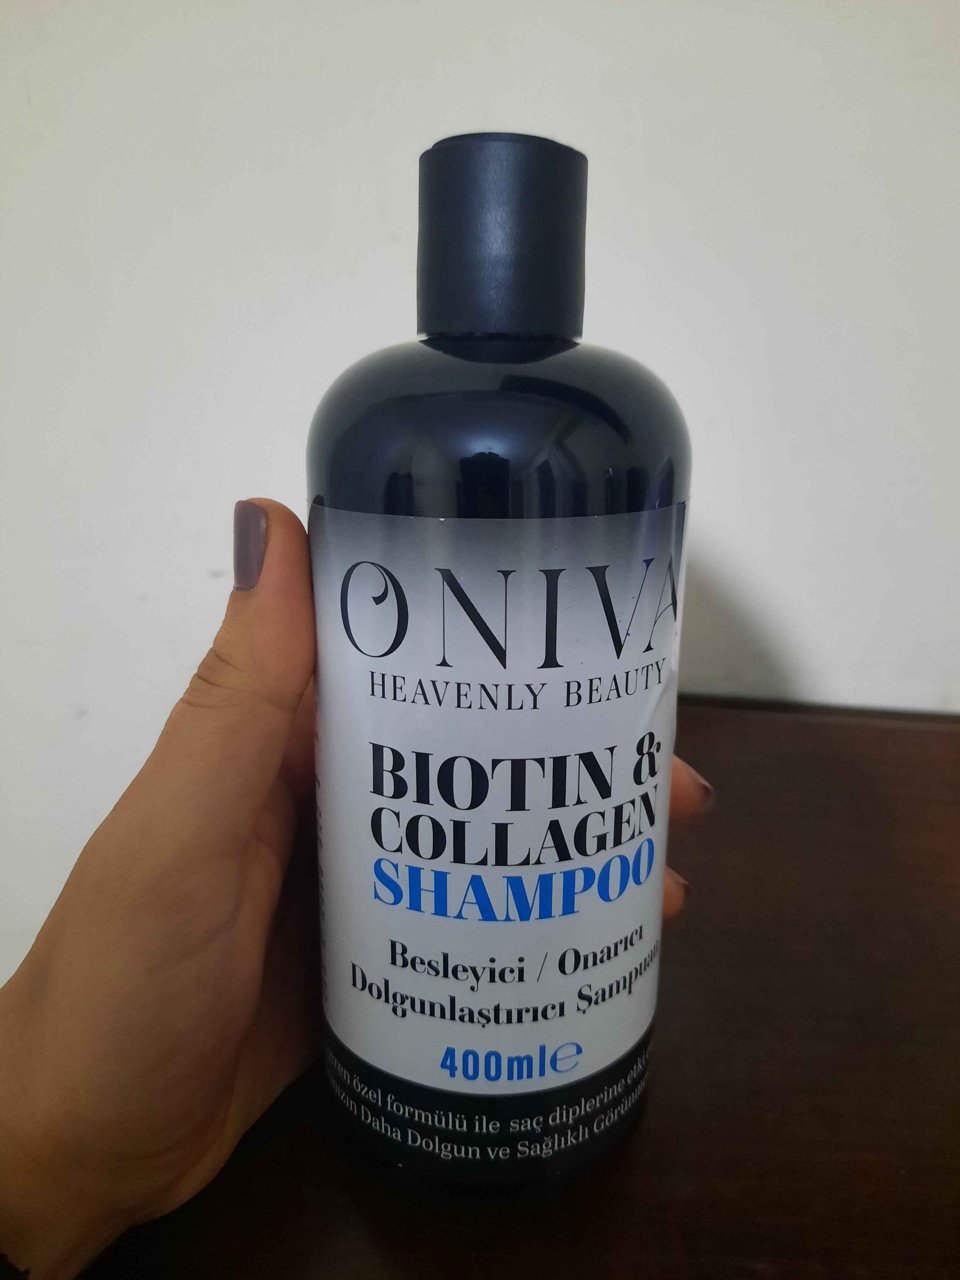 ONIVA
HEAVENLY BEAUTY
BIOTIN &
COLLAGEN
SHAMPOO
Besleyici / Onarıcı
Dolgunlaştırıcı Şampuan
400ml℮
özel formülü ile saç diplerine etki
Daha Dolgun ve Sağlıklı